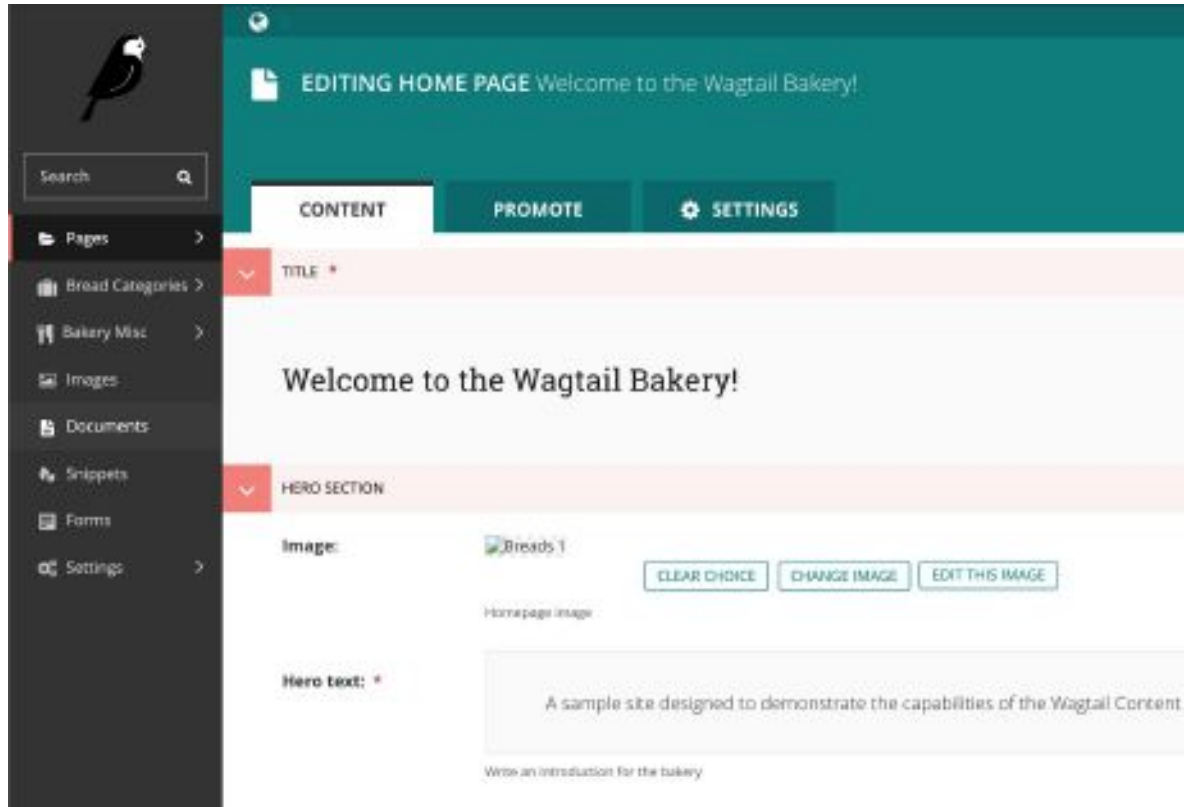 EDITING HOME PAGE Welcome to the Wagtail Bakery!
Search
CONTENT PROMOTE SETTINGS
Pages
TITLE *
Bread Categories
Bakery Misc
Images
Welcome to the Wagtail Bakery!
Documents
Snippets
HERO SECTION
Forms
Image: Breads 1
Settings
CLEAR CHOICE CHANGE IMAGE EDIT THIS IMAGE
Homepage image
Hero text: *
A sample site designed to demonstrate the capabilities of the Wagtail Content
Write an introduction for the bakery